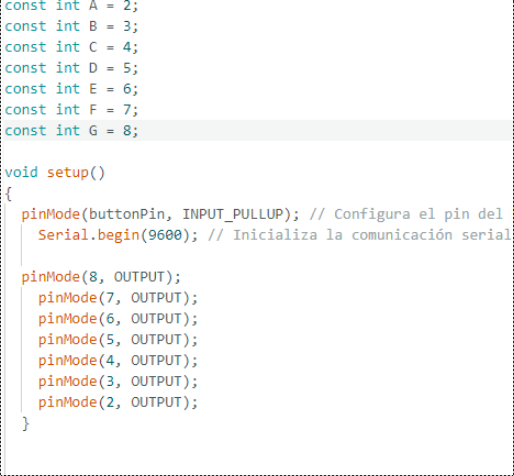 const int A = 2;
const int B = 3;
const int C = 4;
const int D = 5;
const int E = 6;
const int F = 7;
const int G = 8;
void setup()
{
pinMode(buttonPin, INPUT_PULLUP); // Configura el pin del
Serial.begin(9600); // Inicializa la comunicación serial
pinMode(8, OUTPUT);
pinMode(7, OUTPUT);
pinMode(6, OUTPUT);
pinMode(5, OUTPUT);
pinMode(4, OUTPUT);
pinMode(3, OUTPUT);
pinMode(2, OUTPUT);
}